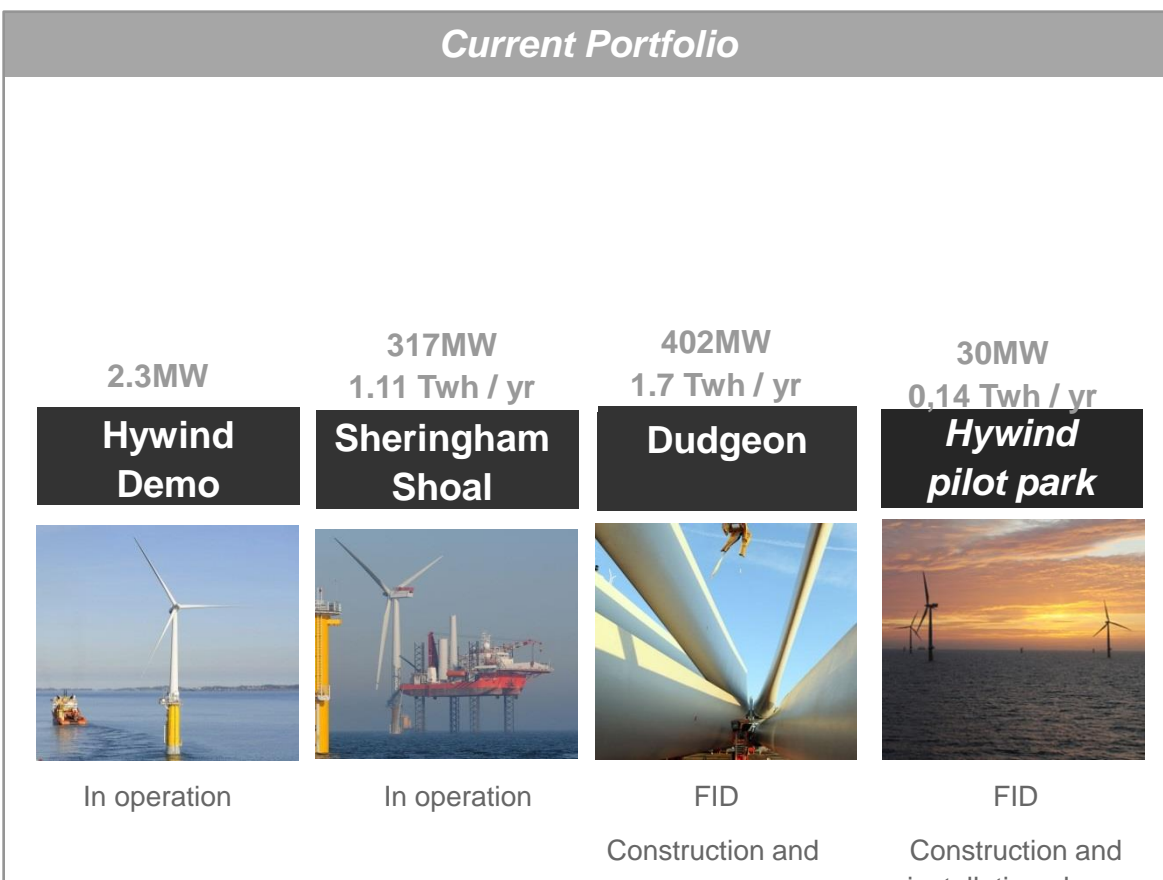 Current Portfolio
2.3MW
317MW
1.11 Twh / yr
402MW
1.7 Twh / yr
30MW
0,14 Twh / yr
Hywind
Demo
Sheringham
Shoal
Dudgeon
Hywind
pilot park
In operation
In operation
FID
FID
Construction and
Construction and